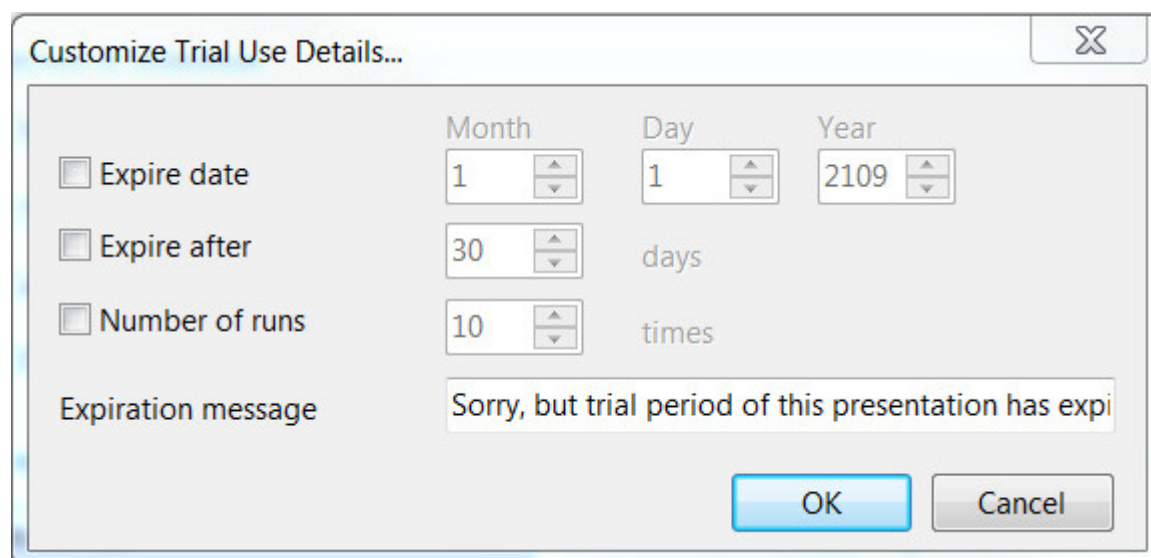 Customize Trial Use Details...
Month Day Year
Expire date 1 1 2109
Expire after 30 days
Number of runs 10 times
Expiration message Sorry, but trial period of this presentation has expi
OK Cancel